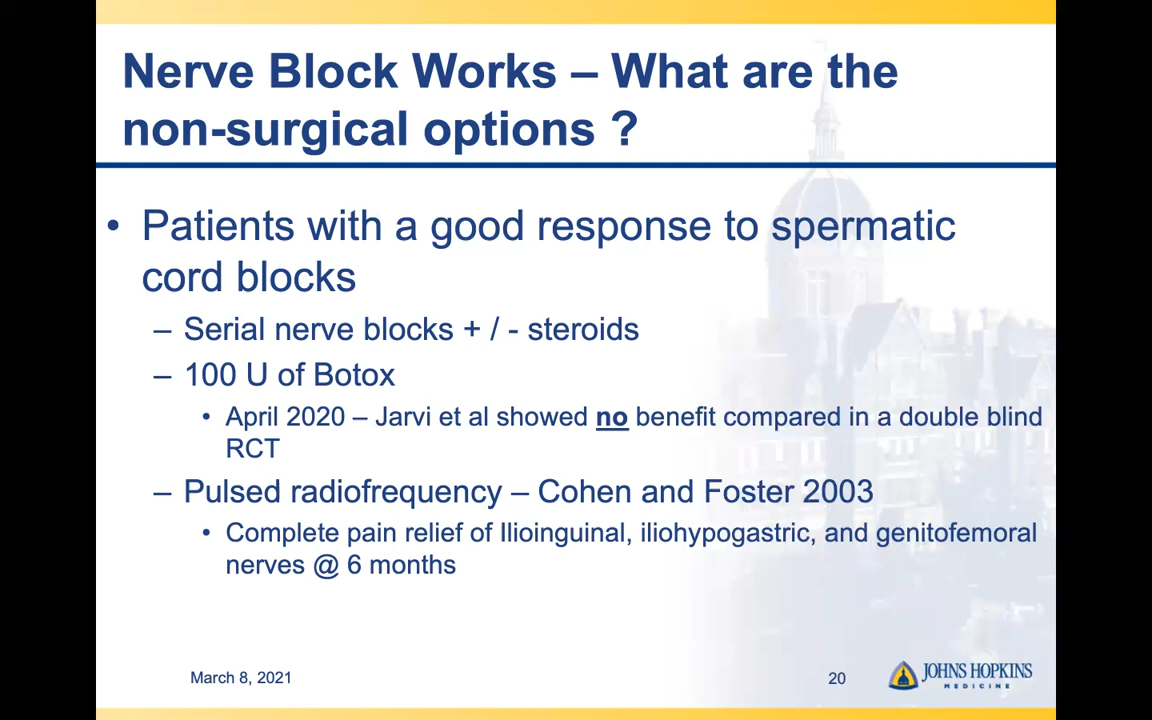 Nerve Block Works – What are the
non-surgical options ?
• Patients with a good response to spermatic
cord blocks
– Serial nerve blocks + / - steroids
– 100 U of Botox
• April 2020 – Jarvi et al showed no benefit compared in a double blind
RCT
– Pulsed radiofrequency – Cohen and Foster 2003
• Complete pain relief of Ilioinguinal, iliohypogastric, and genitofemoral
nerves @ 6 months
March 8, 2021
20
JOHNS HOPKINS
MEDICINE